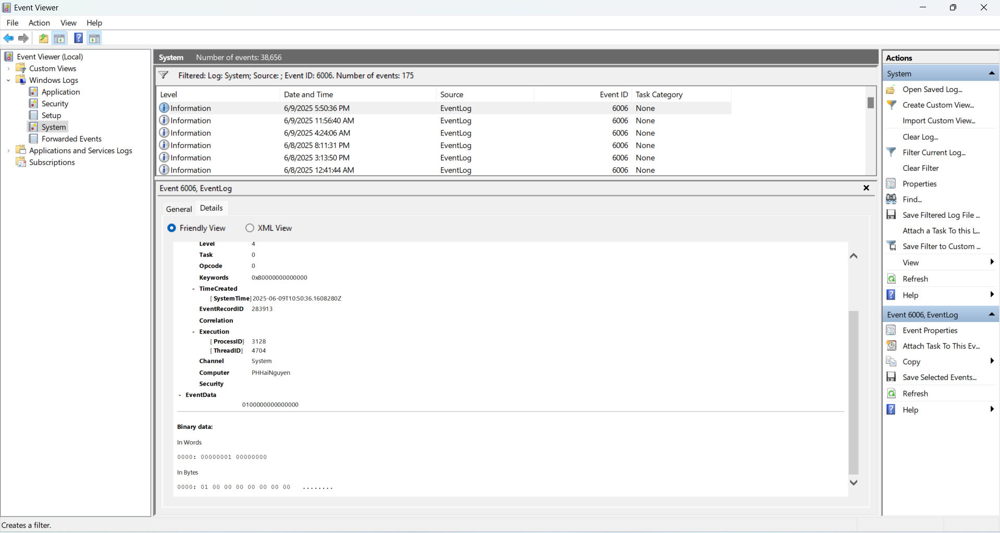 Event Viewer
File Action View Help
Event Viewer (Local)
Custom Views
Windows Logs
Application
Security
Setup
System
Forwarded Events
Applications and Services Logs
Subscriptions
System Number of events: 38,656
Filtered: Log: System; Source: ; Event ID: 6006. Number of events: 175
Level Date and Time Source Event ID Task Category
Information 6/9/2025 5:50:36 PM EventLog 6006 None
Information 6/9/2025 11:56:40 AM EventLog 6006 None
Information 6/9/2025 4:24:06 AM EventLog 6006 None
Information 6/8/2025 8:11:31 PM EventLog 6006 None
Information 6/8/2025 3:13:50 PM EventLog 6006 None
Information 6/8/2025 12:41:44 AM EventLog 6006 None
Event 6006, EventLog
General Details
Friendly View XML View
Level 4
Task 0
Opcode 0
Keywords 0x80000000000000
- TimeCreated
[ SystemTime] 2025-06-09T10:50:36.1608280Z
EventRecordID 283913
Correlation
- Execution
[ ProcessID] 3128
[ ThreadID] 4704
Channel System
Computer PHHaiNguyen
Security
- EventData
0100000000000000
Binary data:
In Words
0000: 00000001 00000000
In Bytes
0000: 01 00 00 00 00 00 00 00 ........
Actions
System
Open Saved Log...
Create Custom View...
Import Custom View...
Clear Log...
Filter Current Log...
Clear Filter
Properties
Find...
Save Filtered Log File ...
Attach a Task To this L...
Save Filter to Custom ...
View
Refresh
Help
Event 6006, EventLog
Event Properties
Attach Task To This Ev...
Copy
Save Selected Events...
Refresh
Help
Creates a filter.